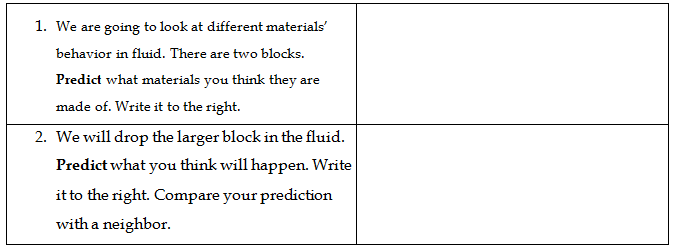 1. We are going to look at different materials'
behavior in fluid. There are two blocks.
Predict what materials you think they are
made of. Write it to the right.
2. We will drop the larger block in the fluid.
Predict what you think will happen. Write
it to the right. Compare your prediction
with a neighbor.